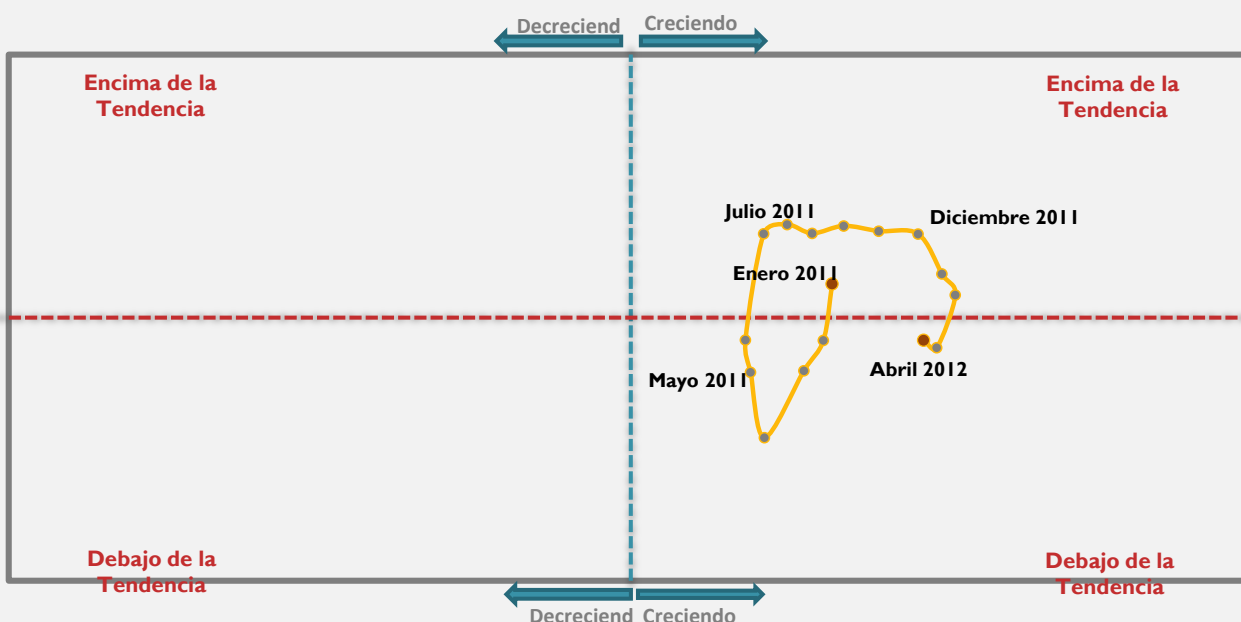 Decreciend
Creciendo
Encima de la
Tendencia
Encima de la
Tendencia
Julio 2011
Diciembre 2011
Enero 2011
Mayo 2011
Abril 2012
Debajo de la
Tendencia
Debajo de la
Tendencia
Decreciend
Creciendo